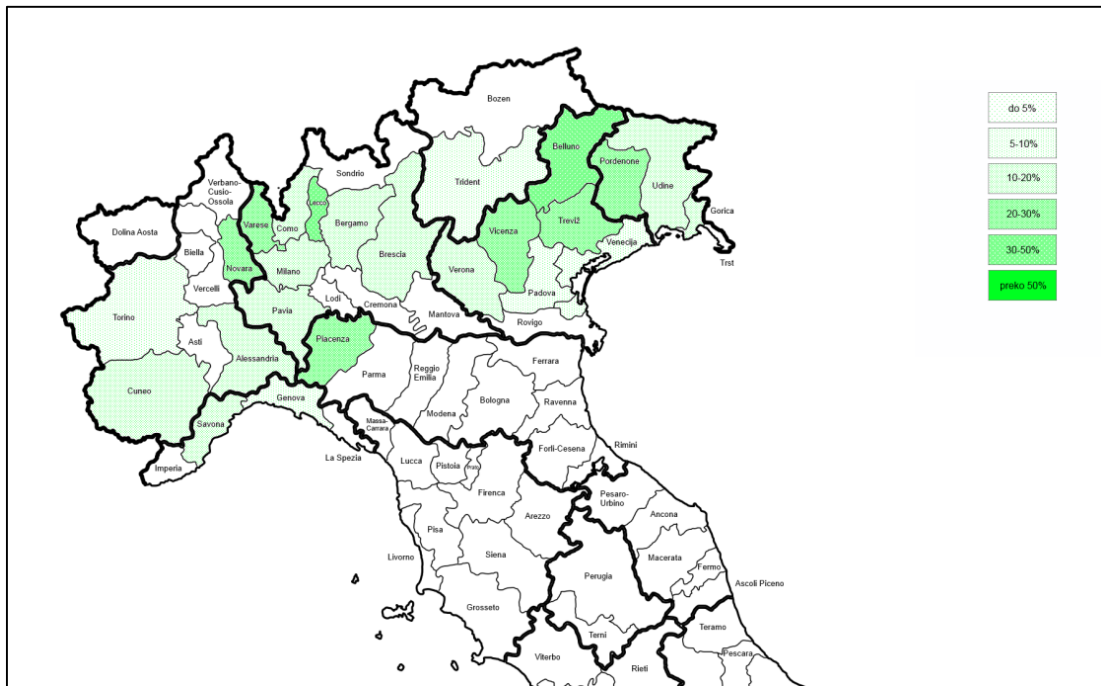 Bozen
do 5%
5-10%
10-20%
20-30%
30-50%
preko 50%
Belluno
Pordenone
Sondrio
Trident
Udine
Verbano-
Cusio-
Ossola
Lecco
Gorica
Dolina Aosta
Varese
Como
Bergamo
Vicenza
Treviž
Venecija
Biella
Brescia
Trst
Novara
Milano
Verona
Padova
Vercelli
Lodi
Cremona
Pavia
Mantova
Rovigo
Torino
Asti
Piacenza
Alessandria
Ferrara
Parma
Reggio
Emilia
Cuneo
Genova
Bologna
Ravenna
Modena
Savona
Massa-
Carrara
Rimini
Forli-Cesena
La Spezia
Lucca
Pistoia
Prato
Imperia
Firenca
Pesaro-
Urbino
Ancona
Arezzo
Pisa
Livorno
Siena
Macerata
Fermo
Perugia
Ascoli Piceno
Grosseto
Terni
Teramo
Viterbo
Rieti
Pescara